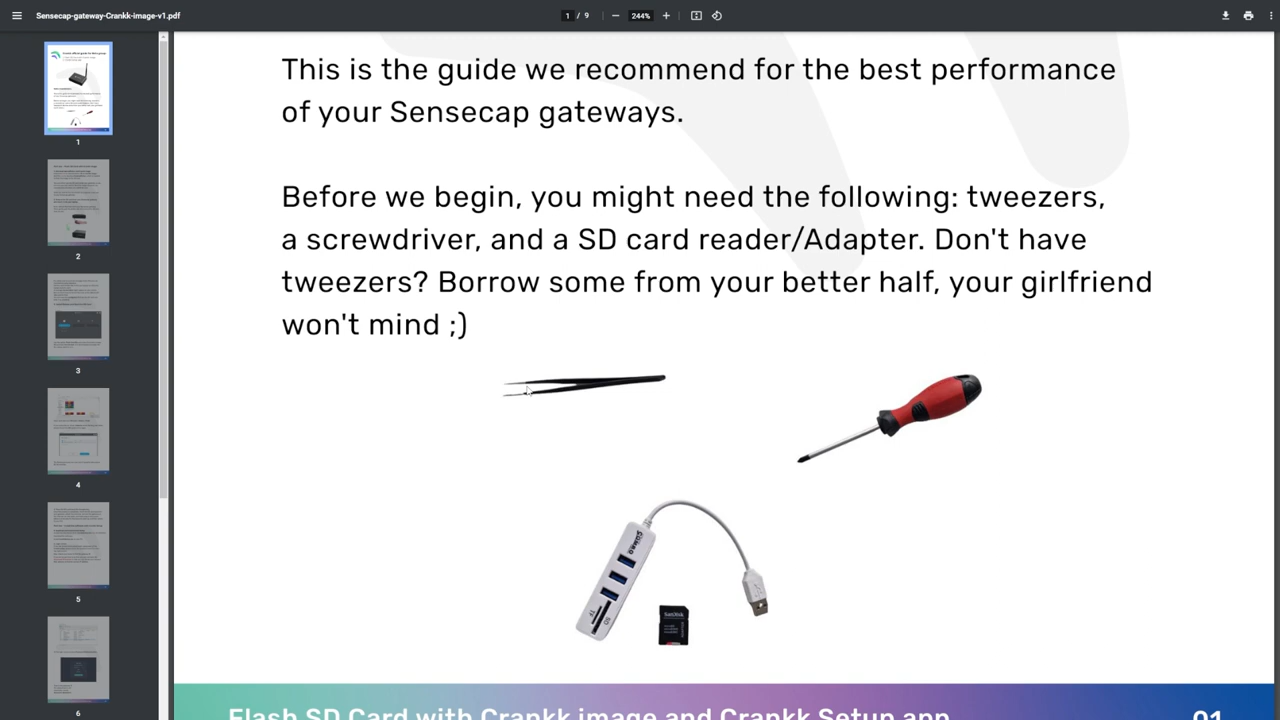 Sensecap-gateway-Crankk-image-v1.pdf
1 / 9
244%
This is the guide we recommend for the best performance
of your Sensecap gateways.
Before we begin, you might need the following: tweezers,
a screwdriver, and a SD card reader/Adapter. Don't have
tweezers? Borrow some from your better half, your girlfriend
won't mind ;)
SanDisk
TF
SD
Flash SD Card with Crankk image and Crankk Setup app
01
1
2
3
4
5
6